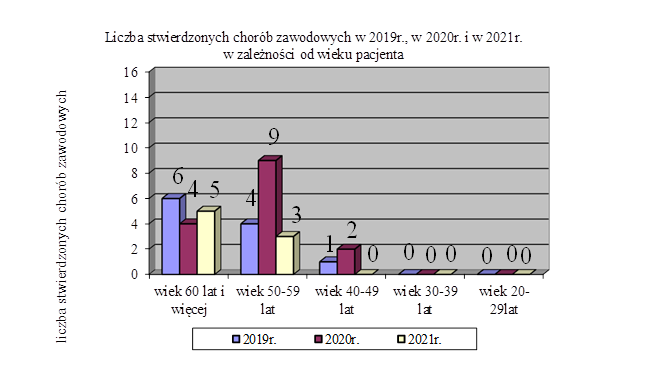 Liczba stwierdzonych chorób zawodowych w 2019r., w 2020r. i w 2021r.
w zależności od wieku pacjenta
liczba stwierdzonych chorób zawodowych
16
14
12
10
8
6
4
2
0
6 4 5
4 9 3
1 2 0
0 0 0
0 0 0
wiek 60 lat i
więcej
wiek 50-59
lat
wiek 40-49
lat
wiek 30-39
lat
wiek 20-
29lat
2019r. 2020r. 2021r.